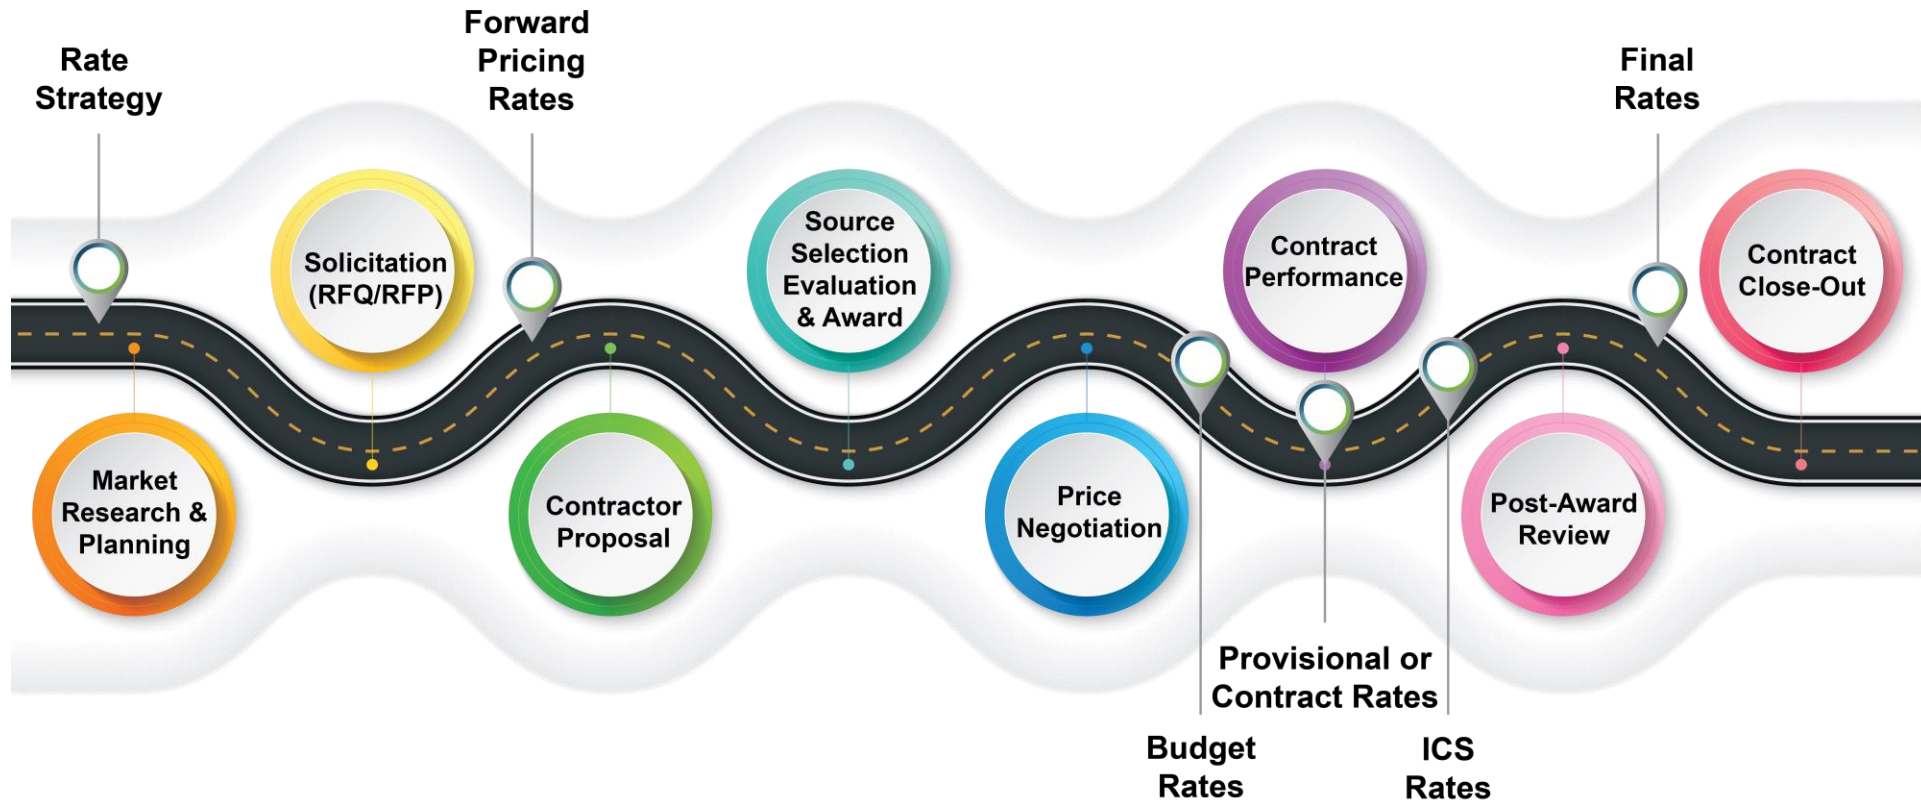 Rate
Strategy
Forward
Pricing
Rates
Final
Rates
Solicitation
(RFQ/RFP)
Source
Selection
Evaluation
& Award
Contract
Performance
Contract
Close-Out
Market
Research &
Planning
Contractor
Proposal
Price
Negotiation
Post-Award
Review
Provisional or
Contract Rates
Budget
Rates
ICS
Rates